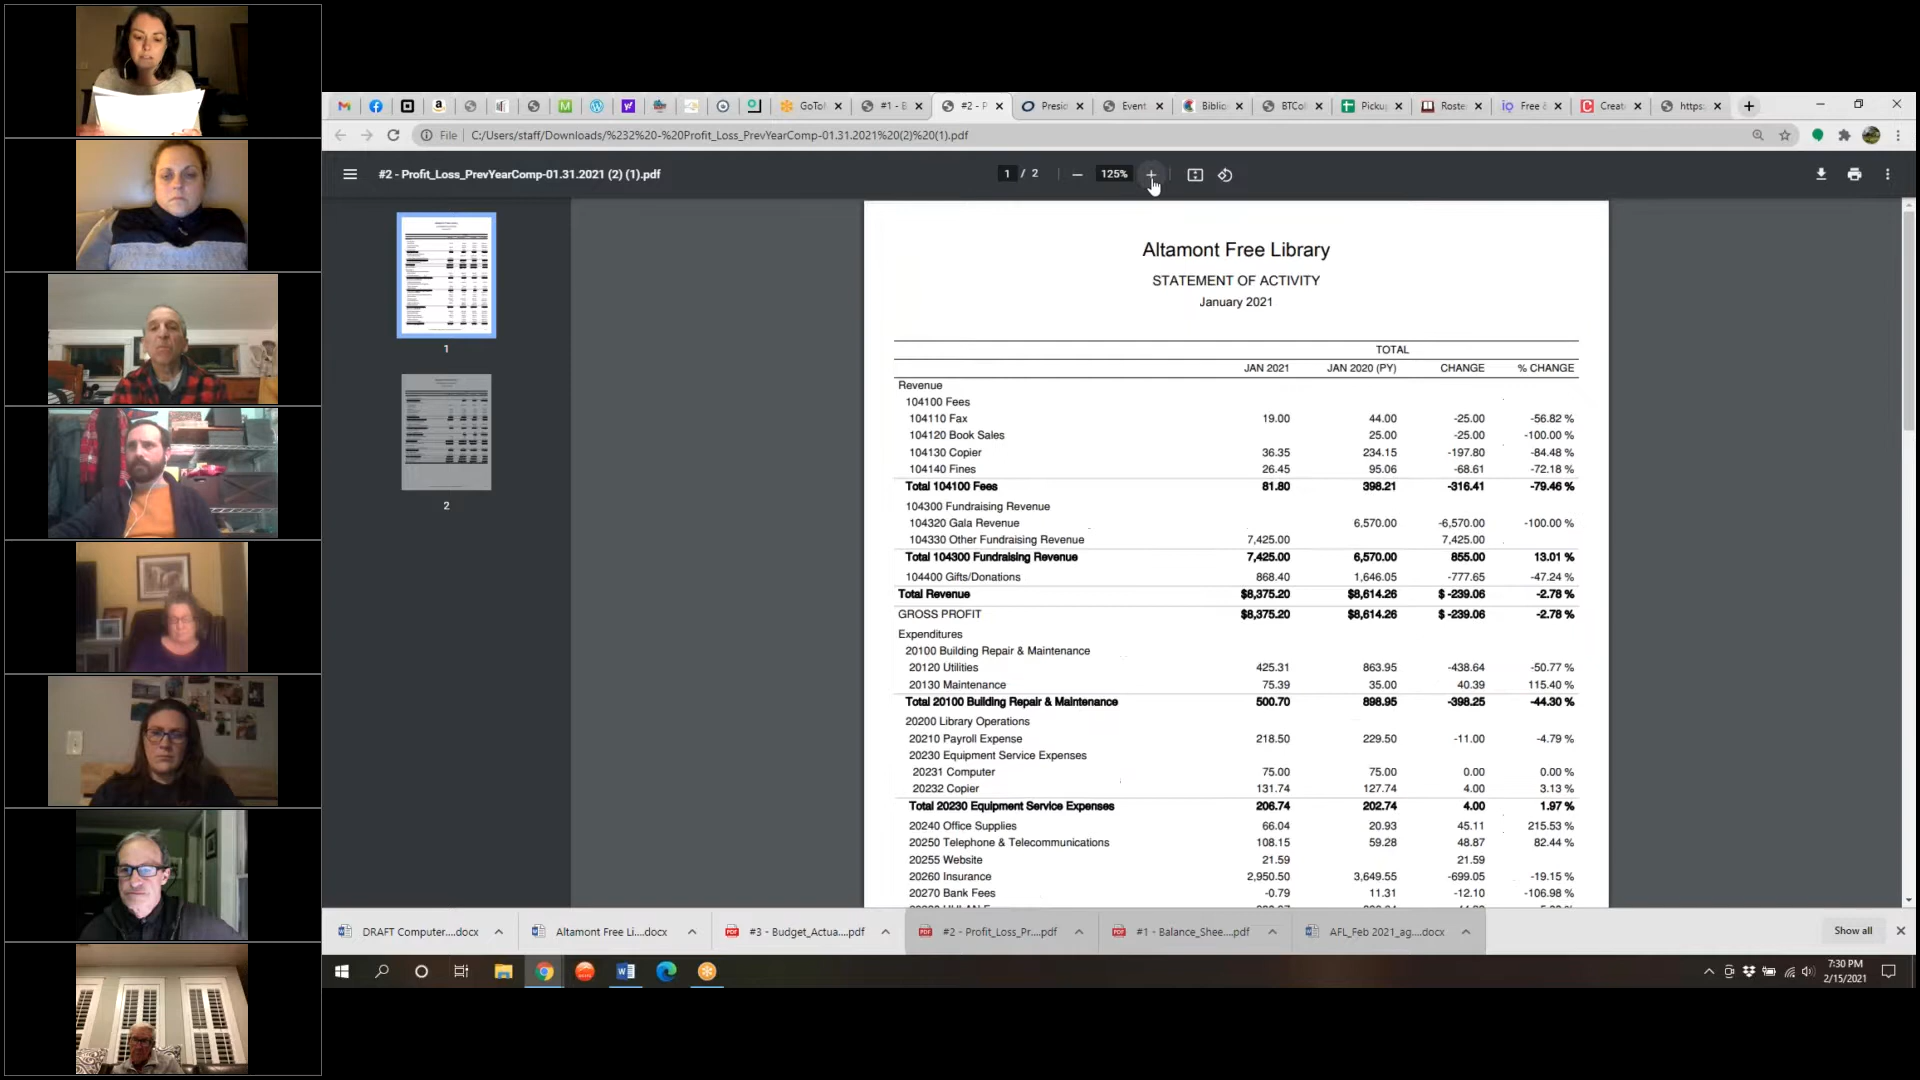 GoTo!
#1 - B
#2 - P
Presid
Event
Biblio
BTCol
Pickup
Roste
Free &
Creat
https:
File C:/Users/staff/Downloads/%232%20-%20Profit_Loss_PrevYearComp-01.31.2021%20(2)%20(1).pdf
#2 - Profit_Loss_PrevYearComp-01.31.2021 (2) (1).pdf
1 / 2
125%
1
2
Altamont Free Library
STATEMENT OF ACTIVITY
January 2021
TOTAL
JAN 2021 JAN 2020 (PY) CHANGE % CHANGE
Revenue
104100 Fees
104110 Fax 19.00 44.00 -25.00 -56.82 %
104120 Book Sales 25.00 -25.00 -100.00 %
104130 Copier 36.35 234.15 -197.80 -84.48 %
104140 Fines 26.45 95.06 -68.61 -72.18 %
Total 104100 Fees 81.80 398.21 -316.41 -79.46 %
104300 Fundraising Revenue
104320 Gala Revenue 6,570.00 -6,570.00 -100.00 %
104330 Other Fundraising Revenue 7,425.00 7,425.00
Total 104300 Fundraising Revenue 7,425.00 6,570.00 855.00 13.01 %
104400 Gifts/Donations 868.40 1,646.05 -777.65 -47.24 %
Total Revenue $8,375.20 $8,614.26 $ -239.06 -2.78 %
GROSS PROFIT $8,375.20 $8,614.26 $ -239.06 -2.78 %
Expenditures
20100 Building Repair & Maintenance
20120 Utilities 425.31 863.95 -438.64 -50.77 %
20130 Maintenance 75.39 35.00 40.39 115.40 %
Total 20100 Building Repair & Maintenance 500.70 898.95 -398.25 -44.30 %
20200 Library Operations
20210 Payroll Expense 218.50 229.50 -11.00 -4.79 %
20230 Equipment Service Expenses
20231 Computer 75.00 75.00 0.00 0.00 %
20232 Copier 131.74 127.74 4.00 3.13 %
Total 20230 Equipment Service Expenses 206.74 202.74 4.00 1.97 %
20240 Office Supplies 66.04 20.93 45.11 215.53 %
20250 Telephone & Telecommunications 108.15 59.28 48.87 82.44 %
20255 Website 21.59 21.59
20260 Insurance 2,950.50 3,649.55 -699.05 -19.15 %
20270 Bank Fees -0.79 11.31 -12.10 -106.98 %
DRAFT Computer....docx
Altamont Free Li....docx
#3 - Budget_Actua....pdf
#2 - Profit_Loss_Pr....pdf
#1 - Balance_Shee....pdf
AFL_Feb 2021_ag....docx
Show all
7:30 PM
2/15/2021